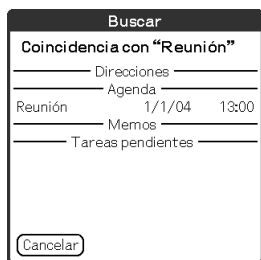 Buscar
Coincidencia con “Reunión”
Direcciones
Agenda
Reunión 1/1/04 13:00
Memos
Tareas pendientes
Cancelar